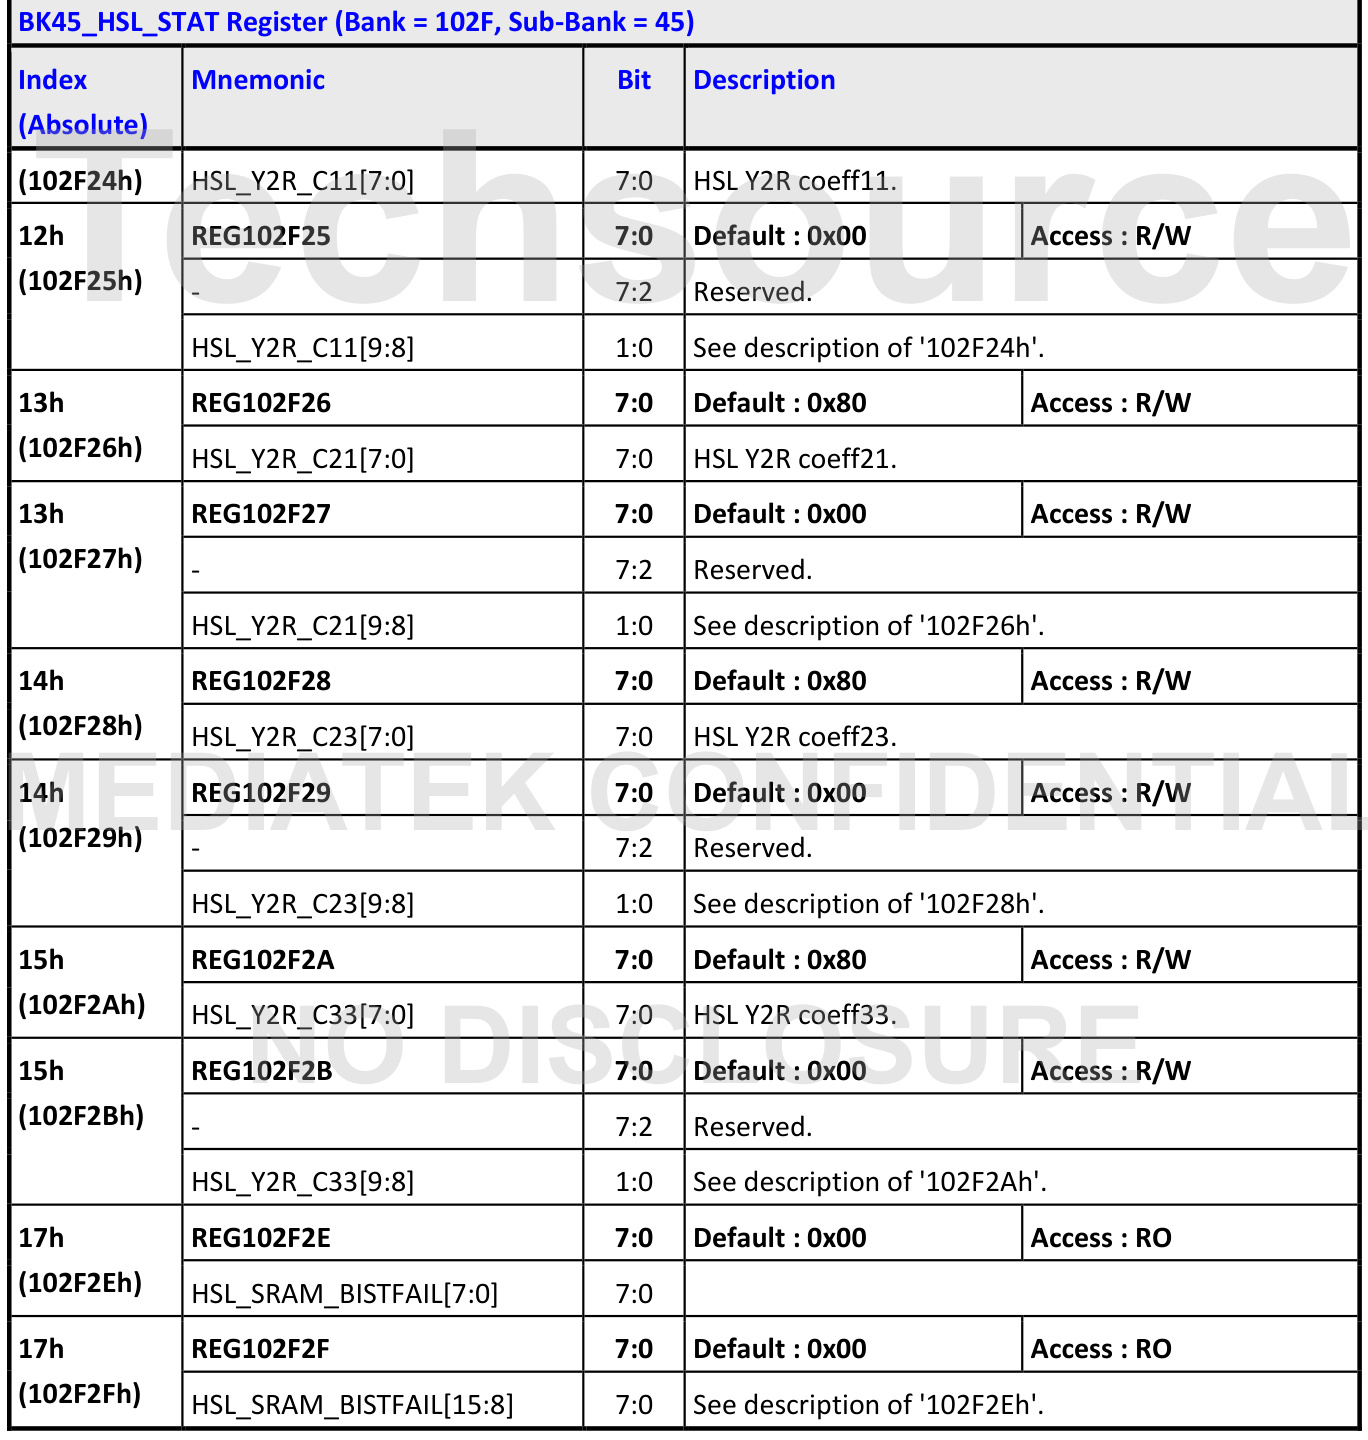 BK45_HSL_STAT Register (Bank = 102F, Sub-Bank = 45)
Index (Absolute) Mnemonic Bit Description
(102F24h) HSL_Y2R_C11[7:0] 7:0 HSL Y2R coeff11.
12h REG102F25 7:0 Default : 0x00 Access : R/W
(102F25h) - 7:2 Reserved.
HSL_Y2R_C11[9:8] 1:0 See description of '102F24h'.
13h REG102F26 7:0 Default : 0x80 Access : R/W
(102F26h) HSL_Y2R_C21[7:0] 7:0 HSL Y2R coeff21.
13h REG102F27 7:0 Default : 0x00 Access : R/W
(102F27h) - 7:2 Reserved.
HSL_Y2R_C21[9:8] 1:0 See description of '102F26h'.
14h REG102F28 7:0 Default : 0x80 Access : R/W
(102F28h) HSL_Y2R_C23[7:0] 7:0 HSL Y2R coeff23.
14h REG102F29 7:0 Default : 0x00 Access : R/W
(102F29h) - 7:2 Reserved.
HSL_Y2R_C23[9:8] 1:0 See description of '102F28h'.
15h REG102F2A 7:0 Default : 0x80 Access : R/W
(102F2Ah) HSL_Y2R_C33[7:0] 7:0 HSL Y2R coeff33.
15h REG102F2B 7:0 Default : 0x00 Access : R/W
(102F2Bh) - 7:2 Reserved.
HSL_Y2R_C33[9:8] 1:0 See description of '102F2Ah'.
17h REG102F2E 7:0 Default : 0x00 Access : RO
(102F2Eh) HSL_SRAM_BISTFAIL[7:0] 7:0
17h REG102F2F 7:0 Default : 0x00 Access : RO
(102F2Fh) HSL_SRAM_BISTFAIL[15:8] 7:0 See description of '102F2Eh'.
Techsource
MEDIATEK CONFIDENTIAL
NO DISCLOSURE